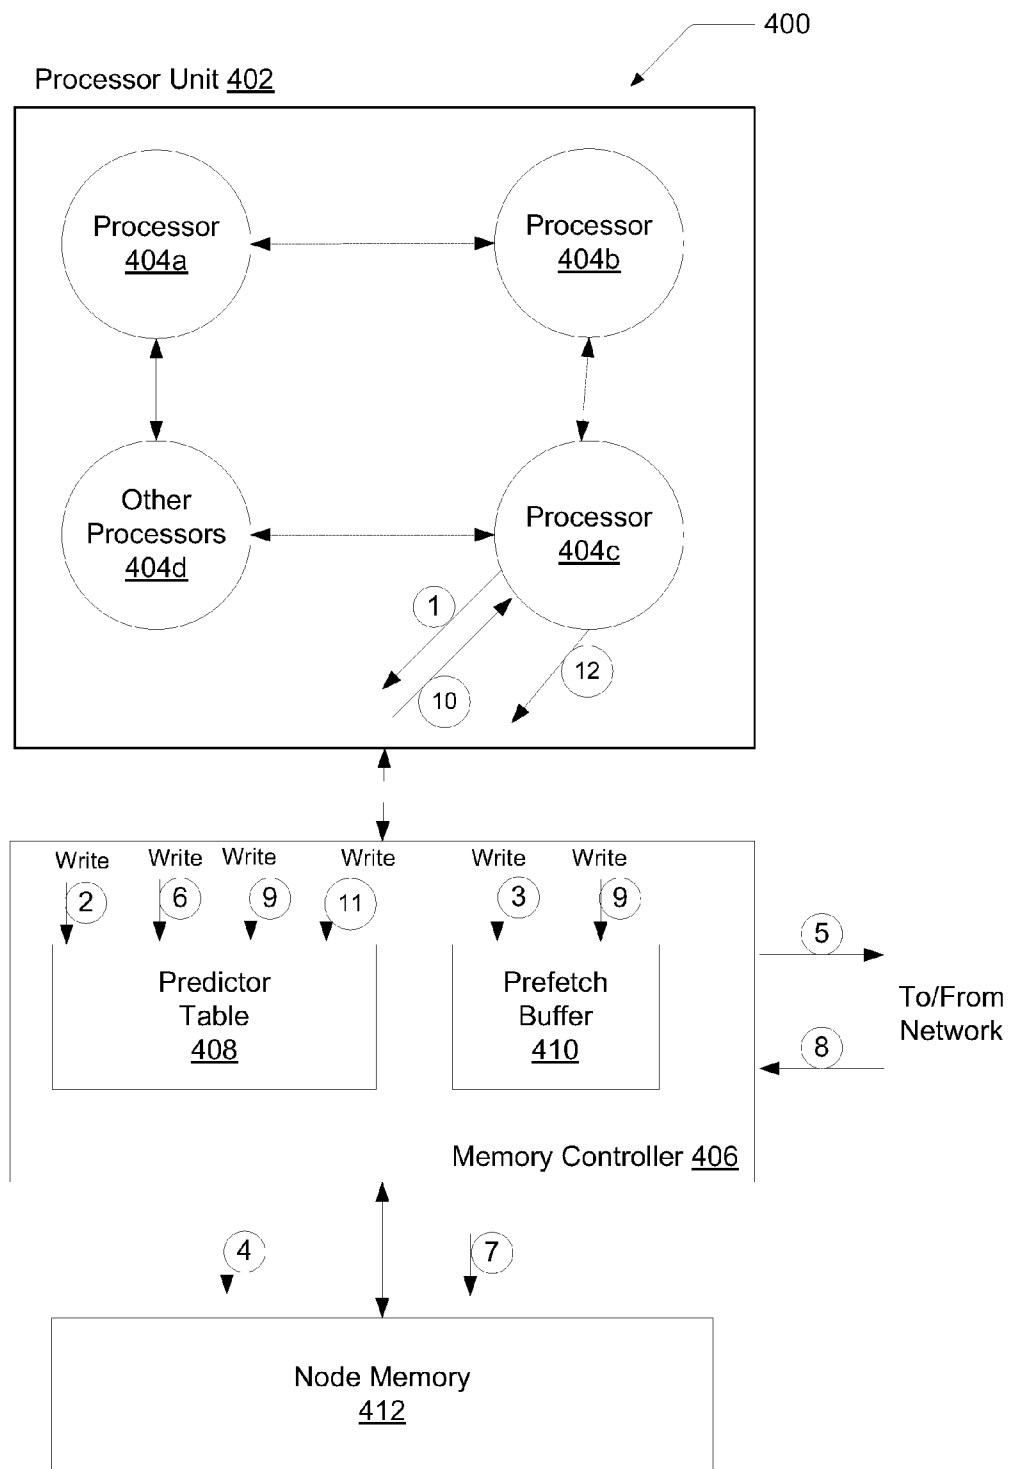 400
Processor Unit 402
Processor
404a
Processor
404b
Other
Processors
404d
Processor
404c
1
10
12
Write Write Write Write Write Write
2 6 9 11 3 9
Predictor
Table
408
Prefetch
Buffer
410
5
To/From
Network
8
Memory Controller 406
4
7
Node Memory
412